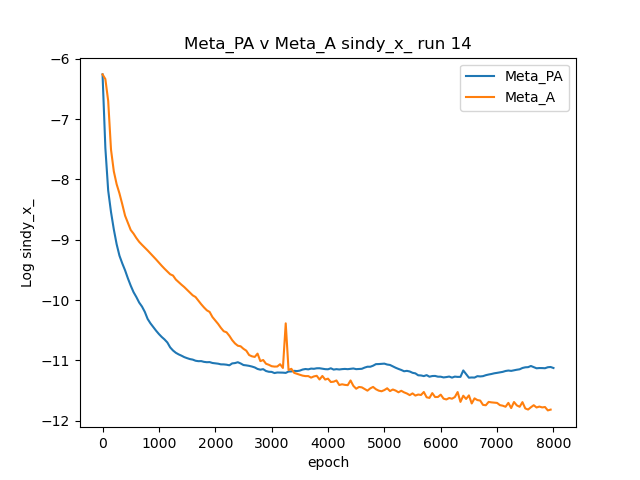 Meta_PA v Meta_A sindy_x_ run 14
Meta_PA
Meta_A
Log sindy_x_
−6
−7
−8
−9
−10
−11
−12
0 1000 2000 3000 4000 5000 6000 7000 8000
epoch